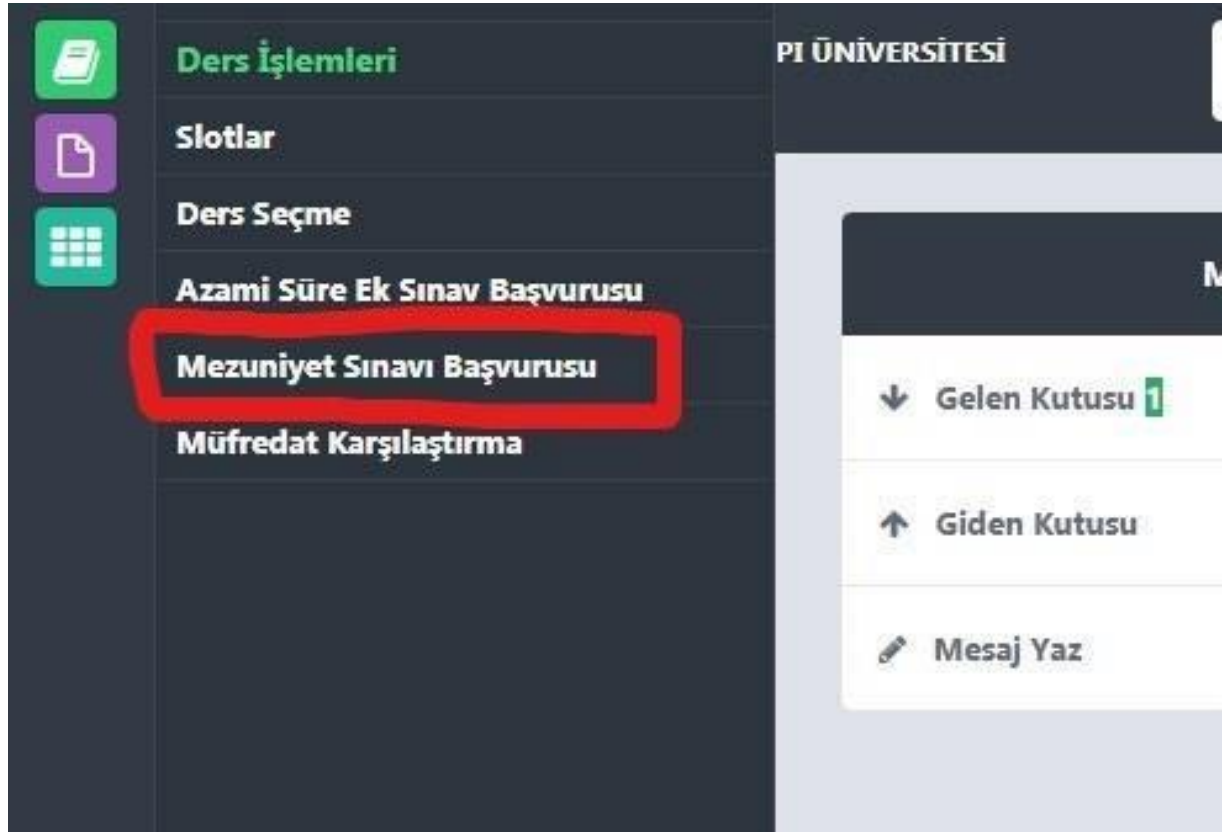 Ders İşlemleri
Slotlar
Ders Seçme
Azami Süre Ek Sınav Başvurusu
Mezuniyet Sınavı Başvurusu
Müfredat Karşılaştırma
PI ÜNİVERSİTESİ
M
Gelen Kutusu 1
Giden Kutusu
Mesaj Yaz